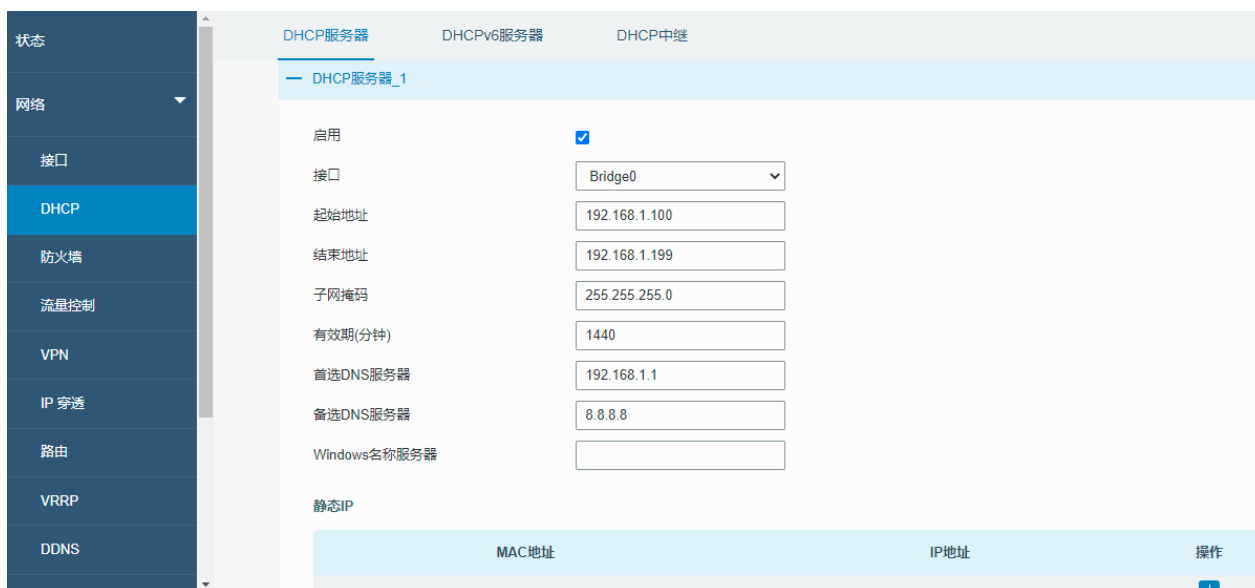 状态
网络
接口
DHCP
防火墙
流量控制
VPN
IP 穿透
路由
VRRP
DDNS
DHCP服务器 DHCPv6服务器 DHCP中继
DHCP服务器_1
启用
接口 Bridge0
起始地址 192.168.1.100
结束地址 192.168.1.199
子网掩码 255.255.255.0
有效期(分钟) 1440
首选DNS服务器 192.168.1.1
备选DNS服务器 8.8.8.8
Windows名称服务器
静态IP
MAC地址 IP地址 操作